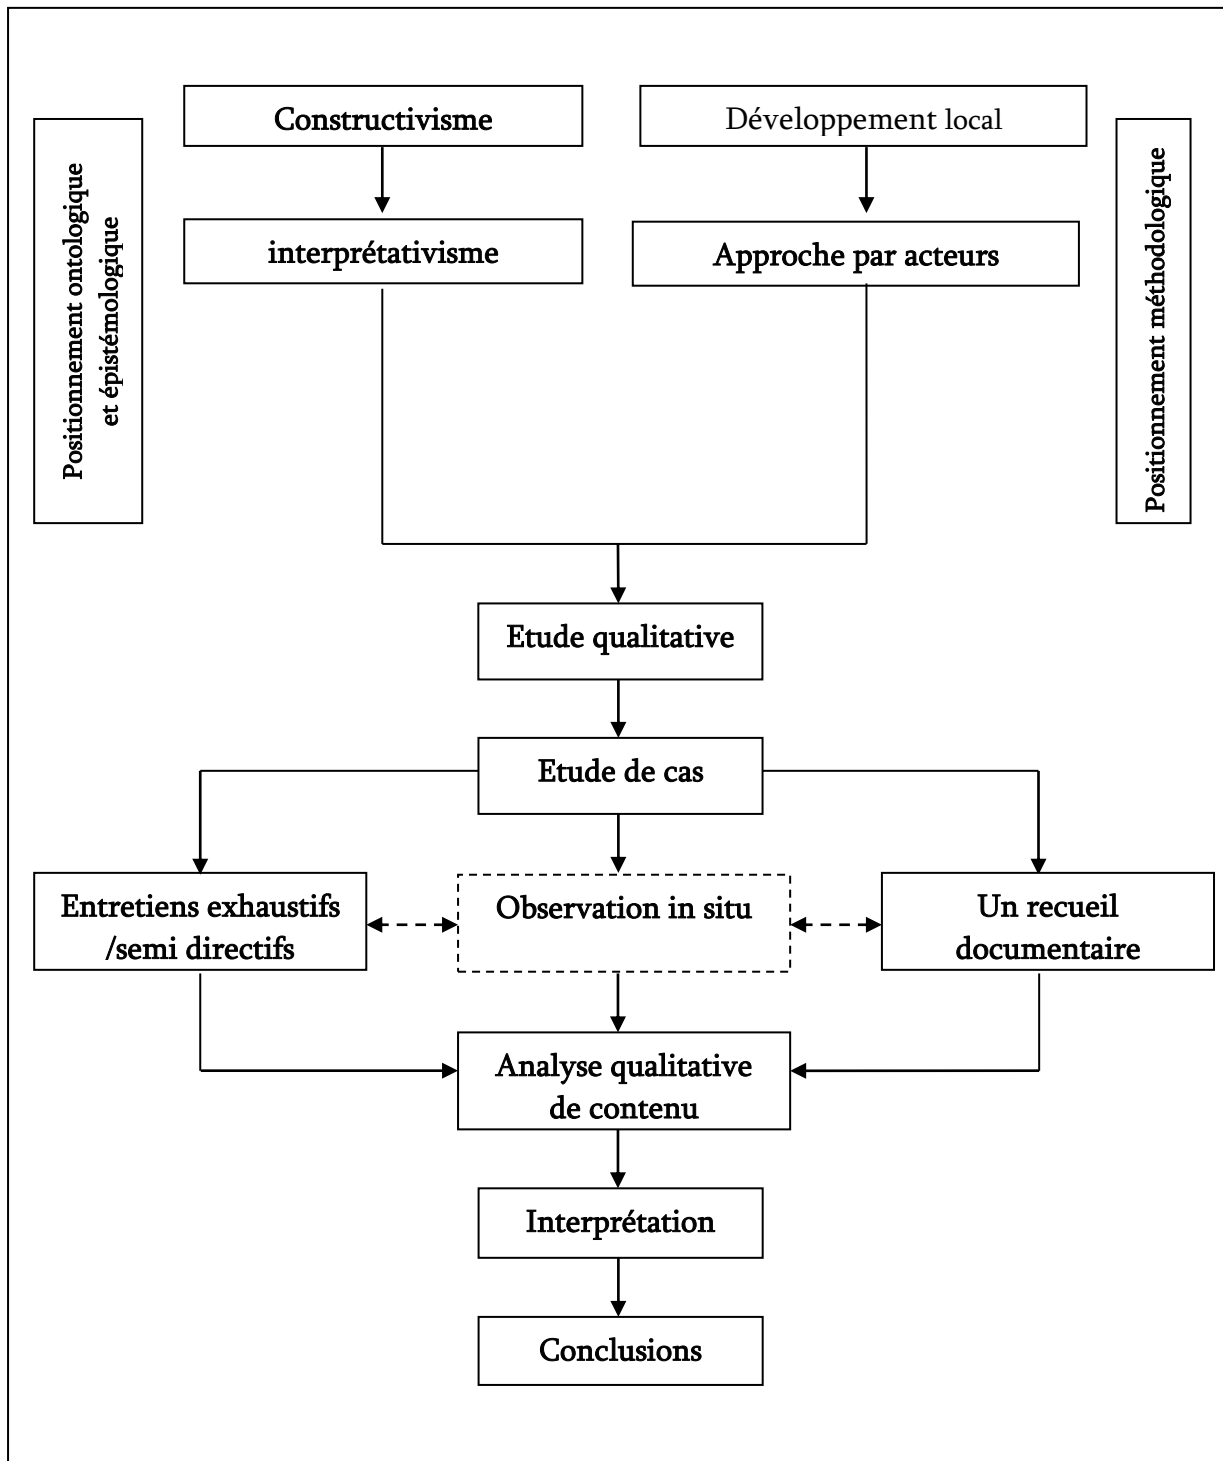 Constructivisme
Développement local
Positionnement ontologique
et épistémologique
Positionnement méthodologique
interprétativisme
Approche par acteurs
Etude qualitative
Etude de cas
Entretiens exhaustifs
/semi directifs
Observation in situ
Un recueil
documentaire
Analyse qualitative
de contenu
Interprétation
Conclusions